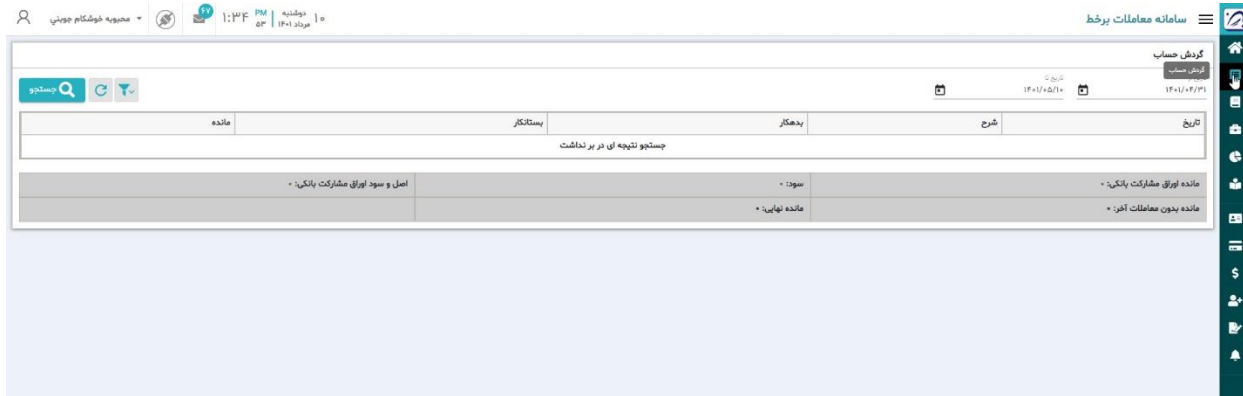 سامانه معاملات برخط
۱۰ دوشنبه مرداد ۱۴۰۱
۱:۳۴ PM ۵۳
۶۷
محبوبه خوشکام جوبنی
گردش حساب
گردش حساب
۱۴۰۱/۰۴/۳۱
تاریخ تا
۱۴۰۱/۰۵/۱۰
جستجو
تاریخ شرح بدهکار بستانکار مانده
جستجو نتیجه ای در بر نداشت
مانده اوراق مشارکت بانکی: ۰ سود: ۰ اصل و سود اوراق مشارکت بانکی: ۰
مانده بدون معاملات آخر: ۰ مانده نهایی: ۰